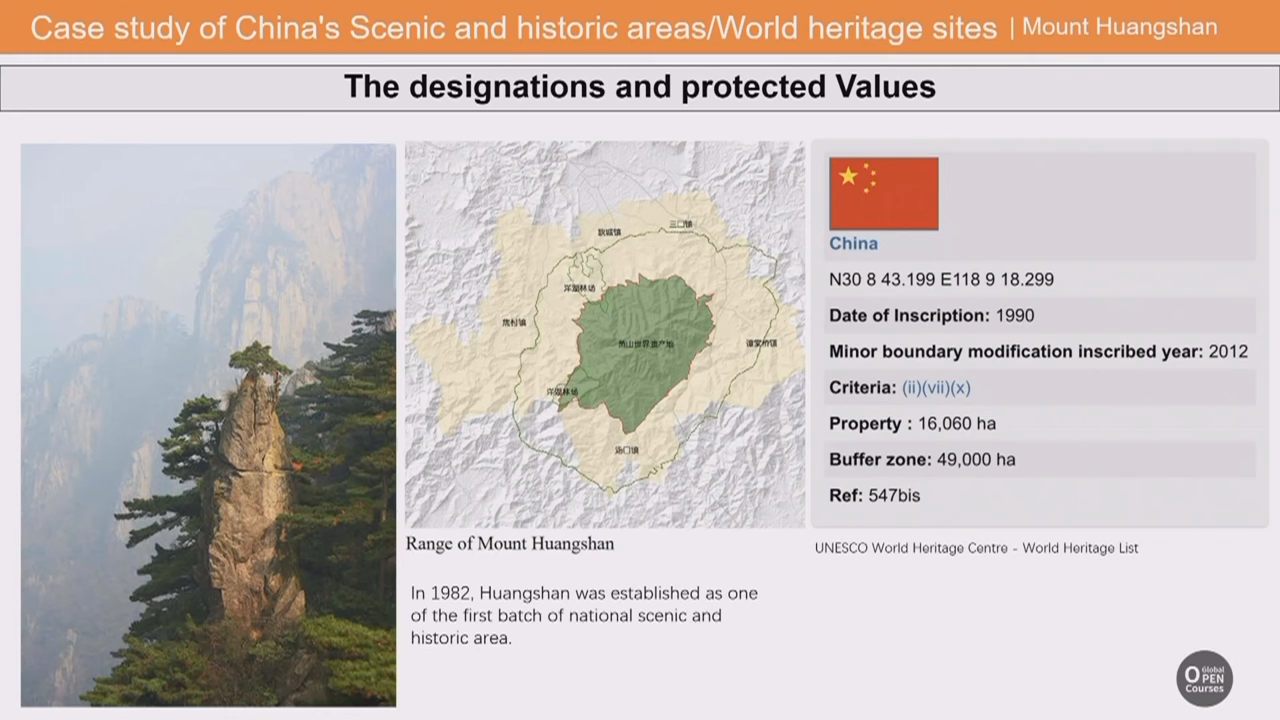 Case study of China's Scenic and historic areas/World heritage sites | Mount Huangshan
The designations and protected Values
三口镇
洋湖林场
焦村镇
黄山世界遗产地
谭家桥镇
洋湖林场
汤口镇
Range of Mount Huangshan
In 1982, Huangshan was established as one
of the first batch of national scenic and
historic area.
China
N30 8 43.199 E118 9 18.299
Date of Inscription: 1990
Minor boundary modification inscribed year: 2012
Criteria: (ii)(vii)(x)
Property : 16,060 ha
Buffer zone: 49,000 ha
Ref: 547bis
UNESCO World Heritage Centre - World Heritage List
Global
OPEN
Courses